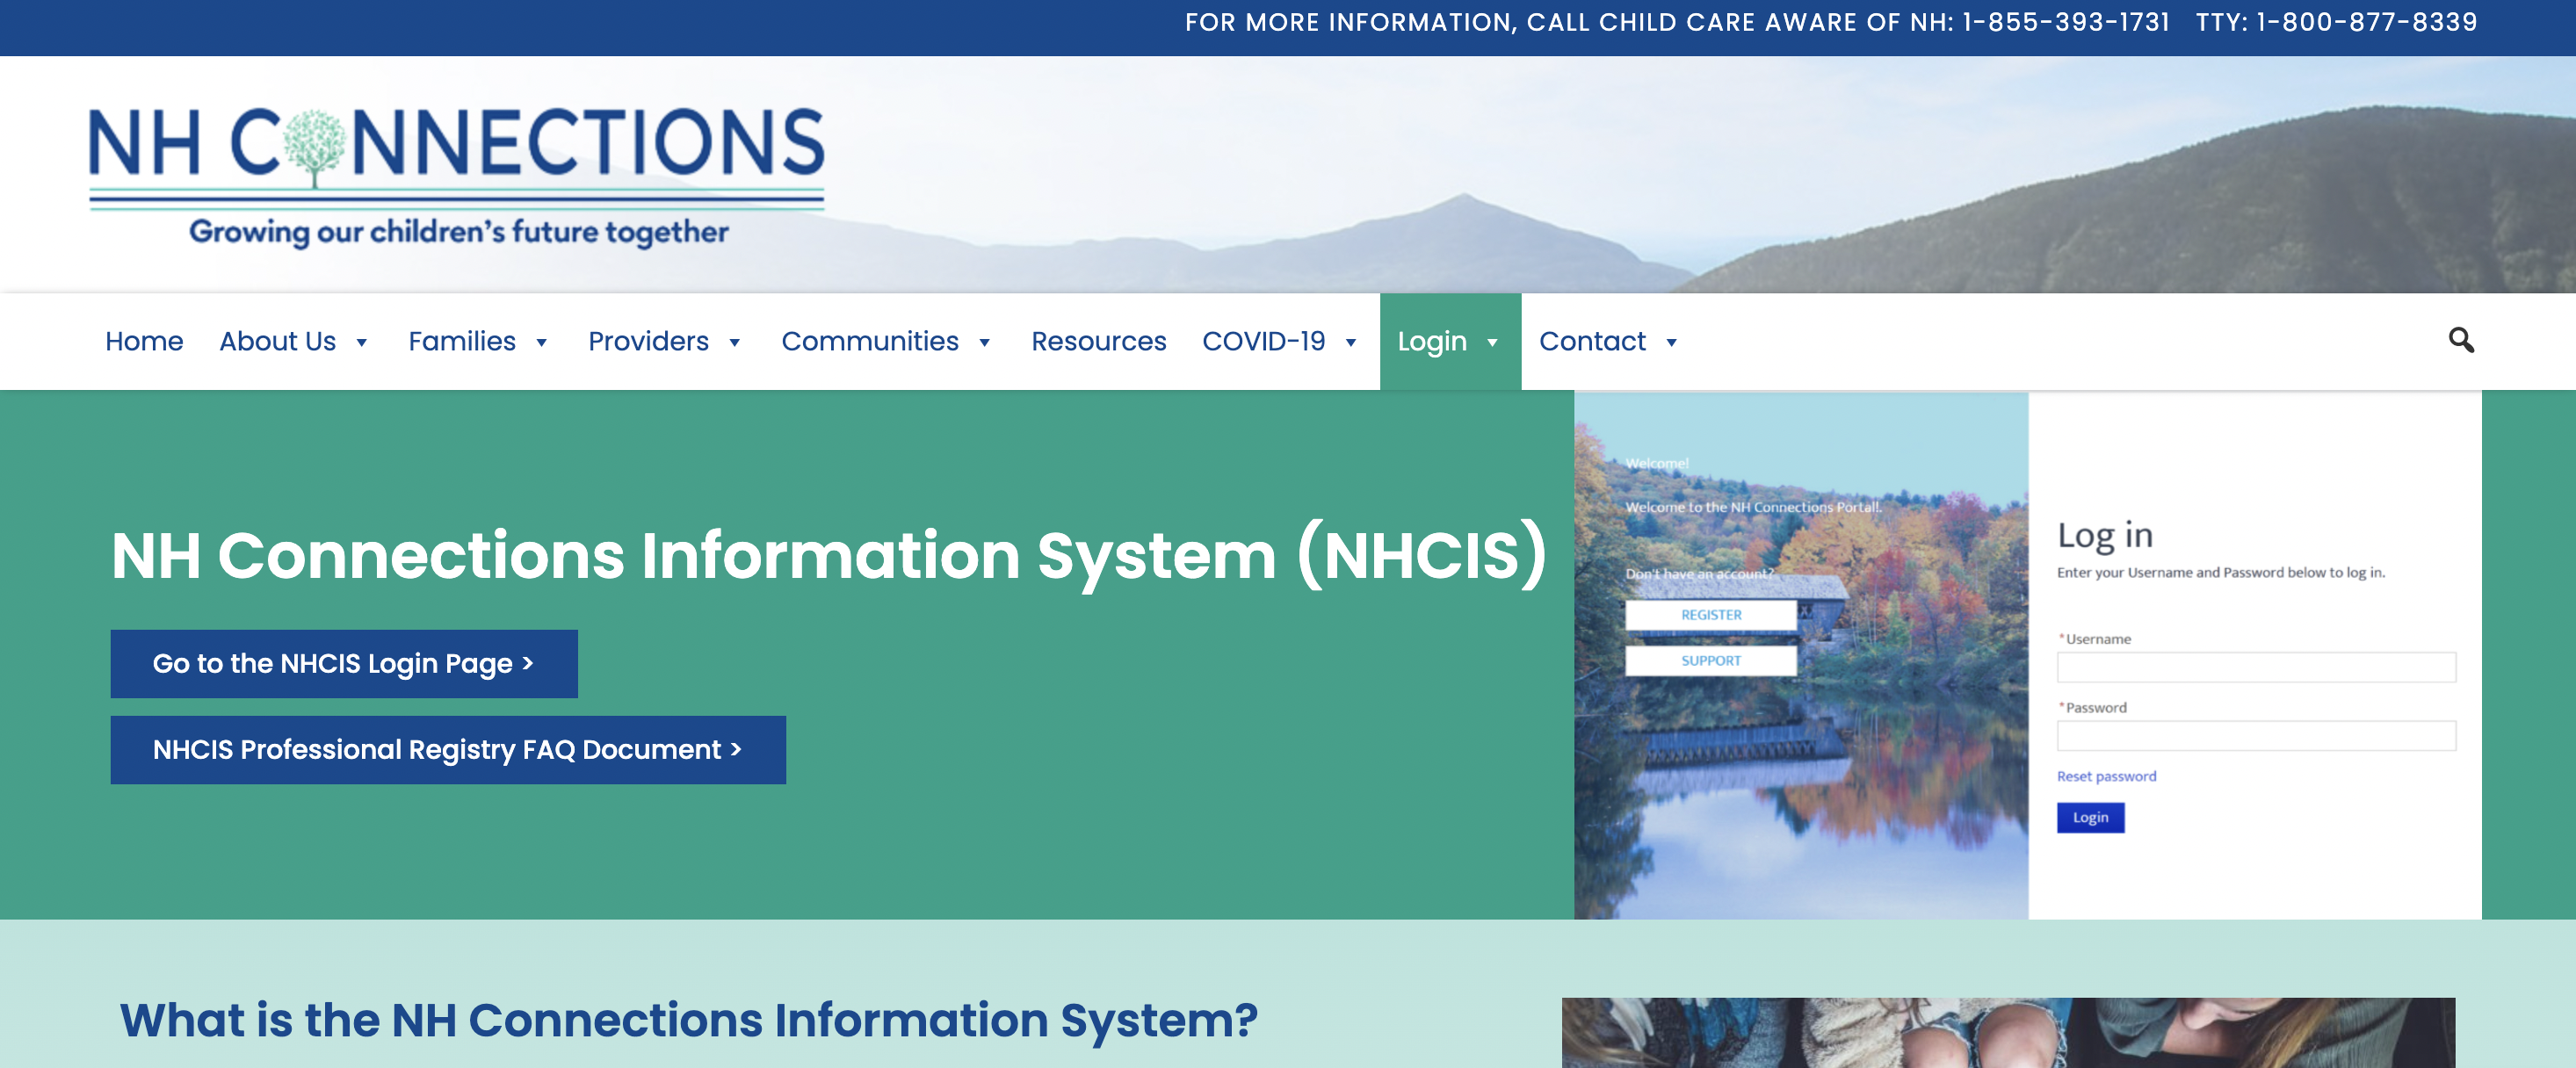 FOR MORE INFORMATION, CALL CHILD CARE AWARE OF NH: 1-855-393-1731 TTY: 1-800-877-8339
NH CONNECTIONS
Growing our children's future together
Home About Us Families Providers Communities Resources COVID-19 Login Contact
NH Connections Information System (NHCIS)
Go to the NHCIS Login Page >
NHCIS Professional Registry FAQ Document >
Welcome!
Welcome to the NH Connections Portal!.
Don't have an account?
REGISTER
SUPPORT
Log in
Enter your Username and Password below to log in.
*Username
*Password
Reset password
Login
What is the NH Connections Information System?